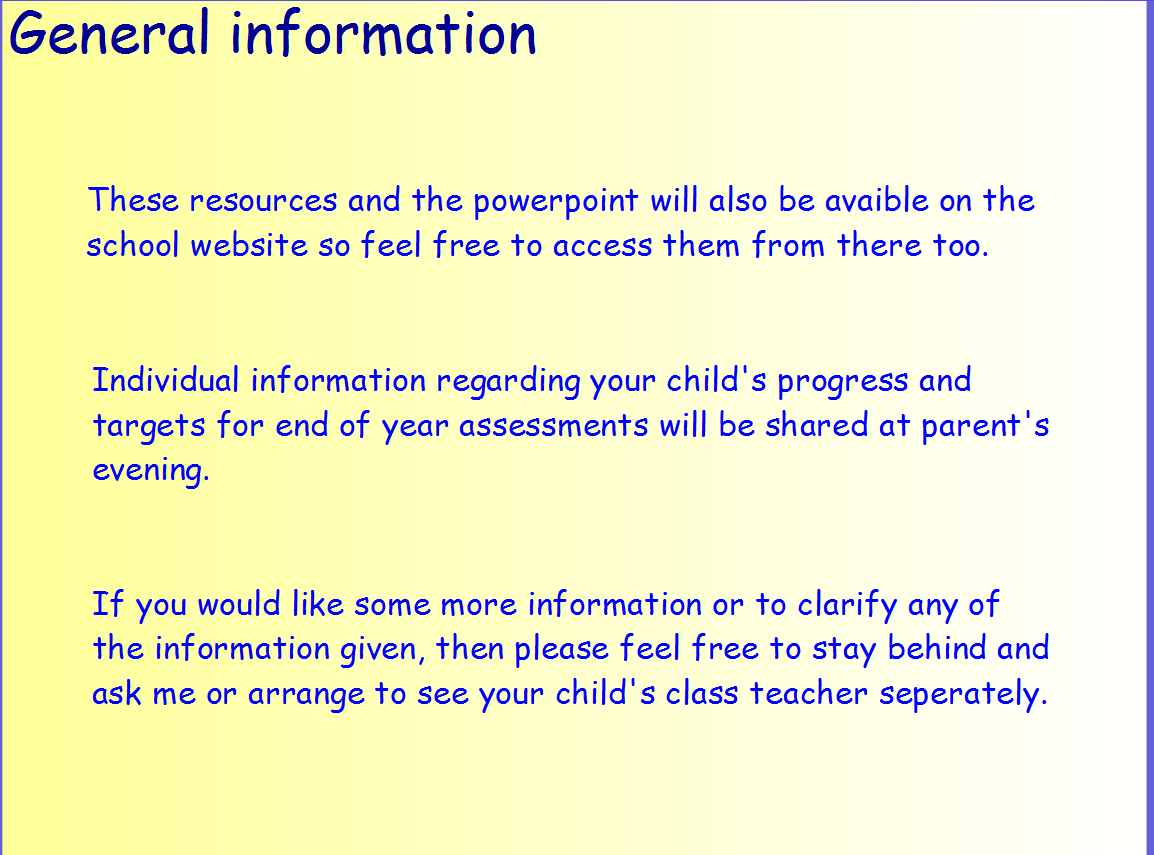 General information
These resources and the powerpoint will also be avaible on the
school website so feel free to access them from there too.
Individual information regarding your child's progress and
targets for end of year assessments will be shared at parent's
evening.
If you would like some more information or to clarify any of
the information given, then please feel free to stay behind and
ask me or arrange to see your child's class teacher seperately.